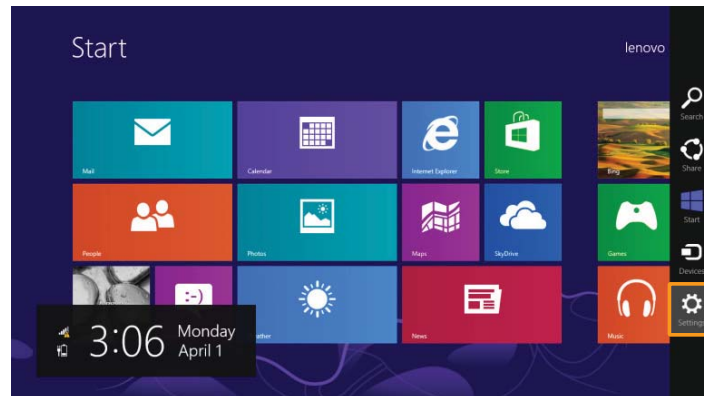 Start
lenovo
Search
Mail
Calendar
Internet Explorer
Store
Bing
Share
People
Photos
Maps
SkyDrive
Games
Start
Devices
:-)
News
Music
Settings
3:06 Monday
April 1